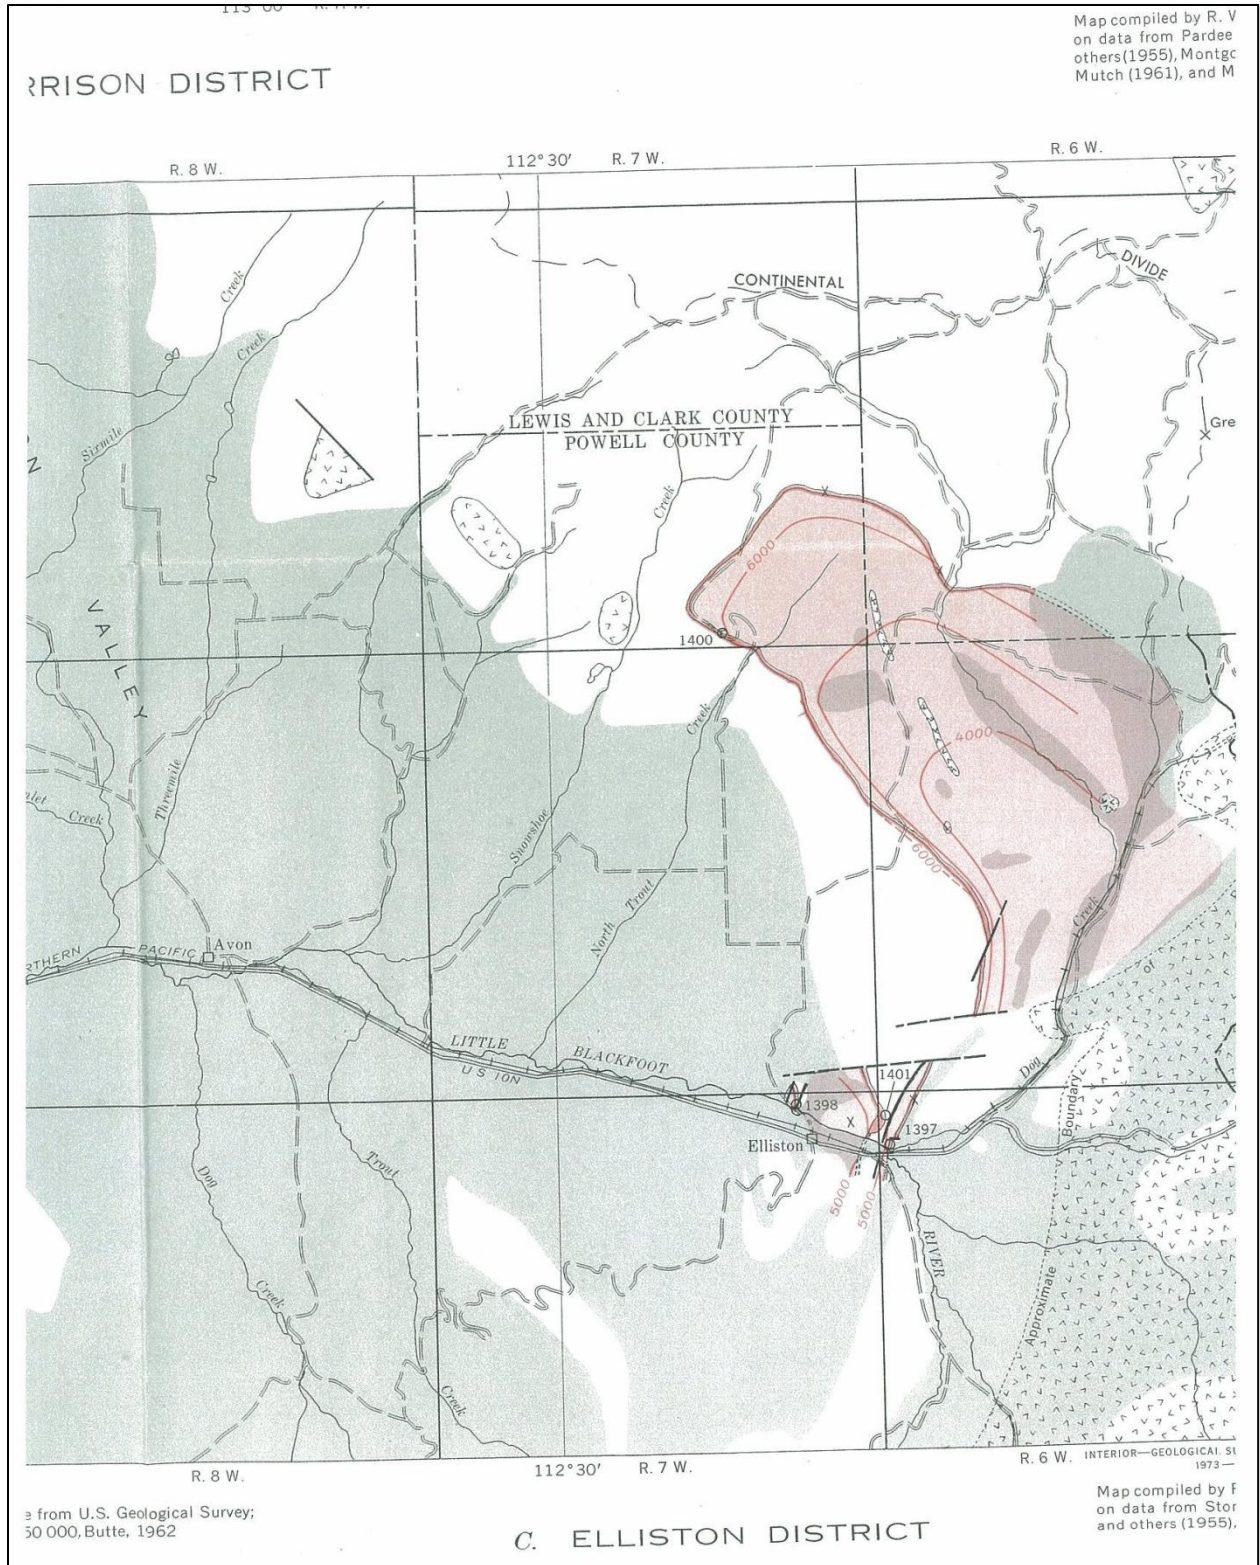 113°00'
RRISON DISTRICT
Map compiled by R. V
on data from Pardee
others(1955), Montgo
Mutch (1961), and M
R. 8 W.
112°30'
R. 7 W.
R. 6 W.
CONTINENTAL
DIVIDE
Creek
Creek
Sixmile
LEWIS AND CLARK COUNTY
POWELL COUNTY
Gre
N
Creek
6000
VALLEY
1400
Creek
4000
Threemile
Creek
Snowshoe
6000
North Trout
Creek
Avon
RTHERN PACIFIC
of
LITTLE BLACKFOOT
U S 10N
1401
Dog
1398
1397
Elliston
Boundary
Dog
Trout
5000
5000
RIVER
Creek
Approximate
Creek
R. 8 W.
112°30'
R. 7 W.
R. 6 W.
INTERIOR—GEOLOGICAL SU
1973—
e from U.S. Geological Survey;
50 000, Butte, 1962
C. ELLISTON DISTRICT
Map compiled by R
on data from Stor
and others (1955),